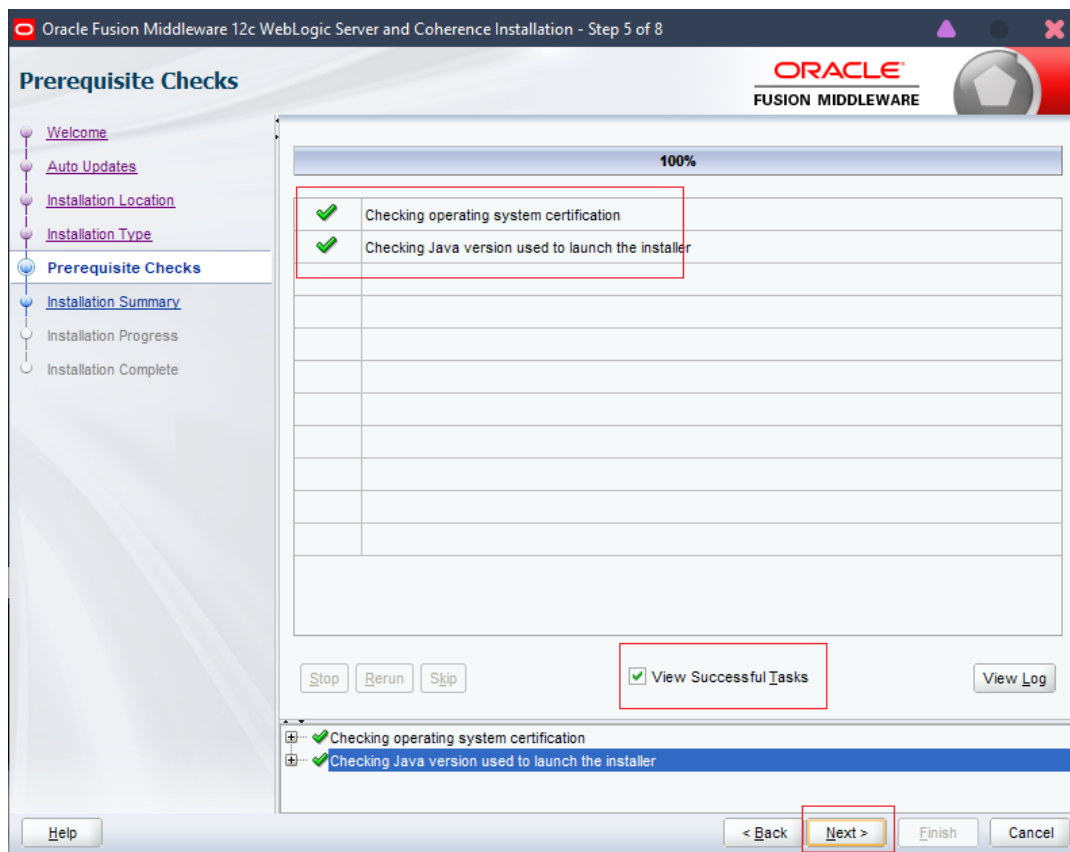 Oracle Fusion Middleware 12c WebLogic Server and Coherence Installation - Step 5 of 8
Prerequisite Checks
ORACLE
FUSION MIDDLEWARE
Welcome
Auto Updates
Installation Location
Installation Type
Prerequisite Checks
Installation Summary
Installation Progress
Installation Complete
100%
Checking operating system certification
Checking Java version used to launch the installer
Stop Rerun Skip View Successful Tasks View Log
Checking operating system certification
Checking Java version used to launch the installer
Help < Back Next > Finish Cancel